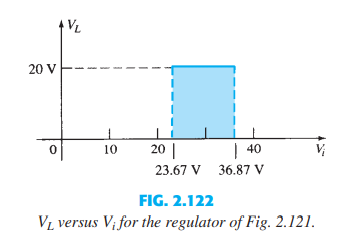 V_L
20 V
0 10 20 40 V_i
23.67 V 36.87 V
FIG. 2.122
V_L versus V_i for the regulator of Fig. 2.121.